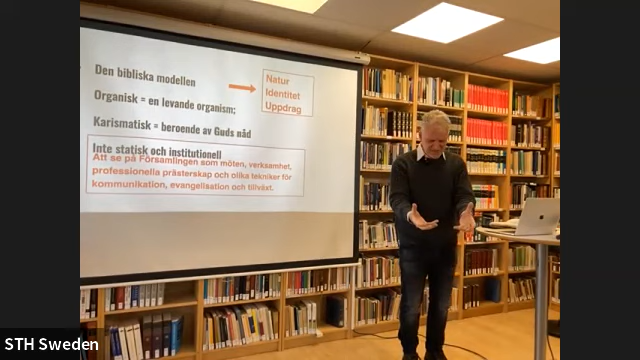 Den bibliska modellen
Natur
Identitet
Uppdrag
Organisk = en levande organism;
Karismatisk = beroende av Guds nåd
Inte statisk och institutionell
Att se på Församlingen som möten, verksamhet,
professionella prästerskap och olika tekniker för
kommunikation, evangelisation och tillväxt.
STH Sweden